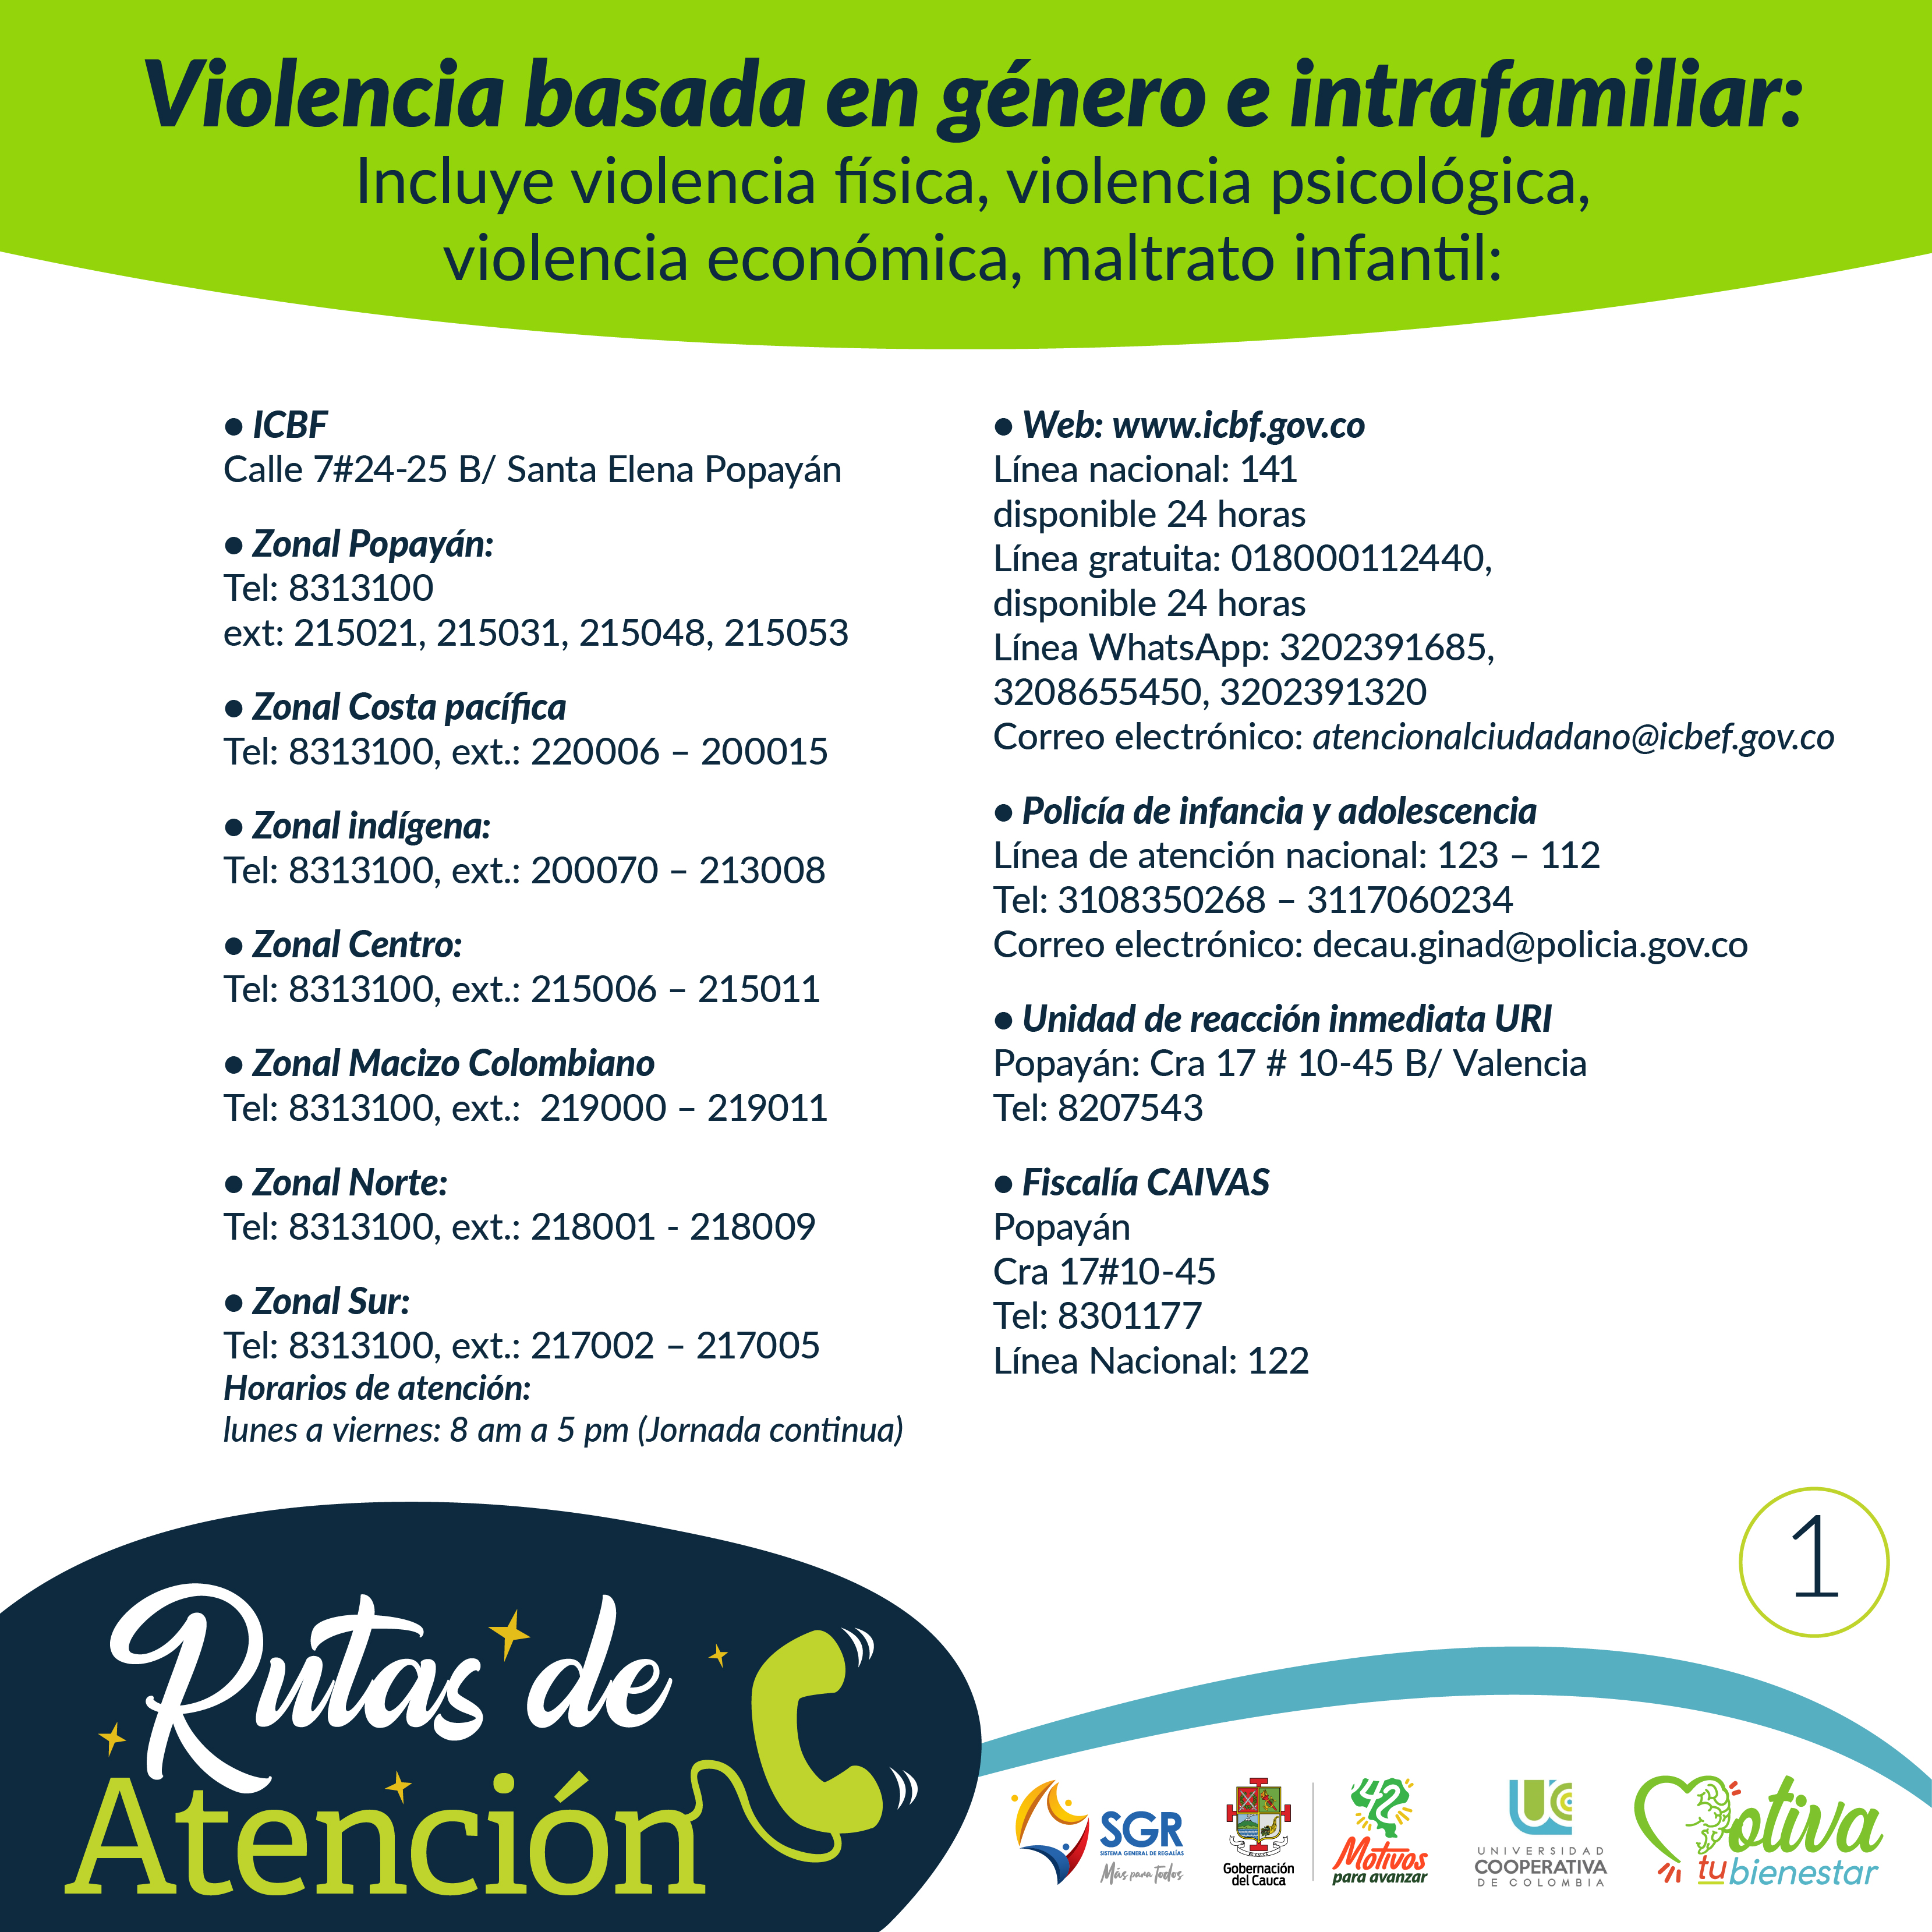 Violencia basada en género e intrafamiliar:
Incluye violencia física, violencia psicológica,
violencia económica, maltrato infantil:
● ICBF
Calle 7#24-25 B/ Santa Elena Popayán
● Zonal Popayán:
Tel: 8313100
ext: 215021, 215031, 215048, 215053
● Zonal Costa pacífica
Tel: 8313100, ext.: 220006 – 200015
● Zonal indígena:
Tel: 8313100, ext.: 200070 – 213008
● Zonal Centro:
Tel: 8313100, ext.: 215006 – 215011
● Zonal Macizo Colombiano
Tel: 8313100, ext.:  219000 – 219011
● Zonal Norte:
Tel: 8313100, ext.: 218001 - 218009
● Zonal Sur:
Tel: 8313100, ext.: 217002 – 217005
Horarios de atención:
lunes a viernes: 8 am a 5 pm (Jornada continua)
● Web: www.icbf.gov.co
Línea nacional: 141
disponible 24 horas
Línea gratuita: 018000112440,
disponible 24 horas
Línea WhatsApp: 3202391685,
3208655450, 3202391320
Correo electrónico: atencionalciudadano@icbef.gov.co
● Policía de infancia y adolescencia
Línea de atención nacional: 123 – 112
Tel: 3108350268 – 3117060234
Correo electrónico: decau.ginad@policia.gov.co
● Unidad de reacción inmediata URI
Popayán: Cra 17 # 10-45 B/ Valencia
Tel: 8207543
● Fiscalía CAIVAS
Popayán
Cra 17#10-45
Tel: 8301177
Línea Nacional: 122
1
Rutas de
Atención
SGR
SISTEMA GENERAL DE REGALÍAS
Más para Todos
Gobernación
del Cauca
42
Motivos
para avanzar
UC
UNIVERSIDAD
COOPERATIVA
DE COLOMBIA
Motiva
tu bienestar